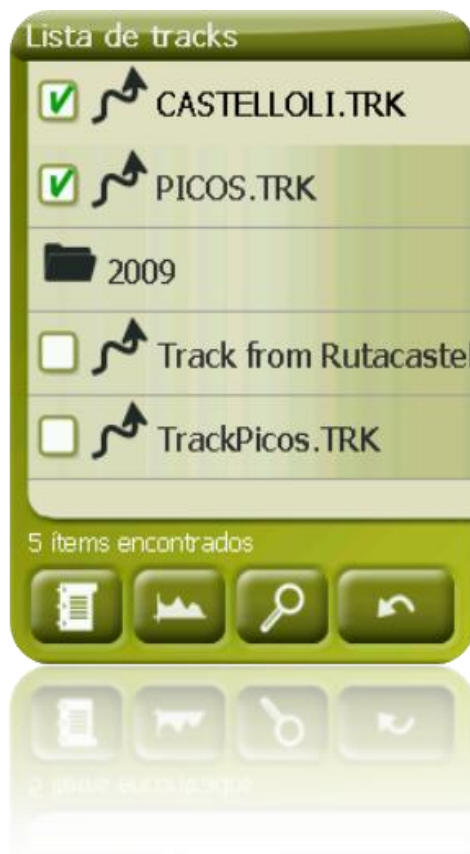 Lista de tracks
CASTELLOLI.TRK
PICOS.TRK
2009
Track from Rutacastel
TrackPicos.TRK
5 ítems encontrados